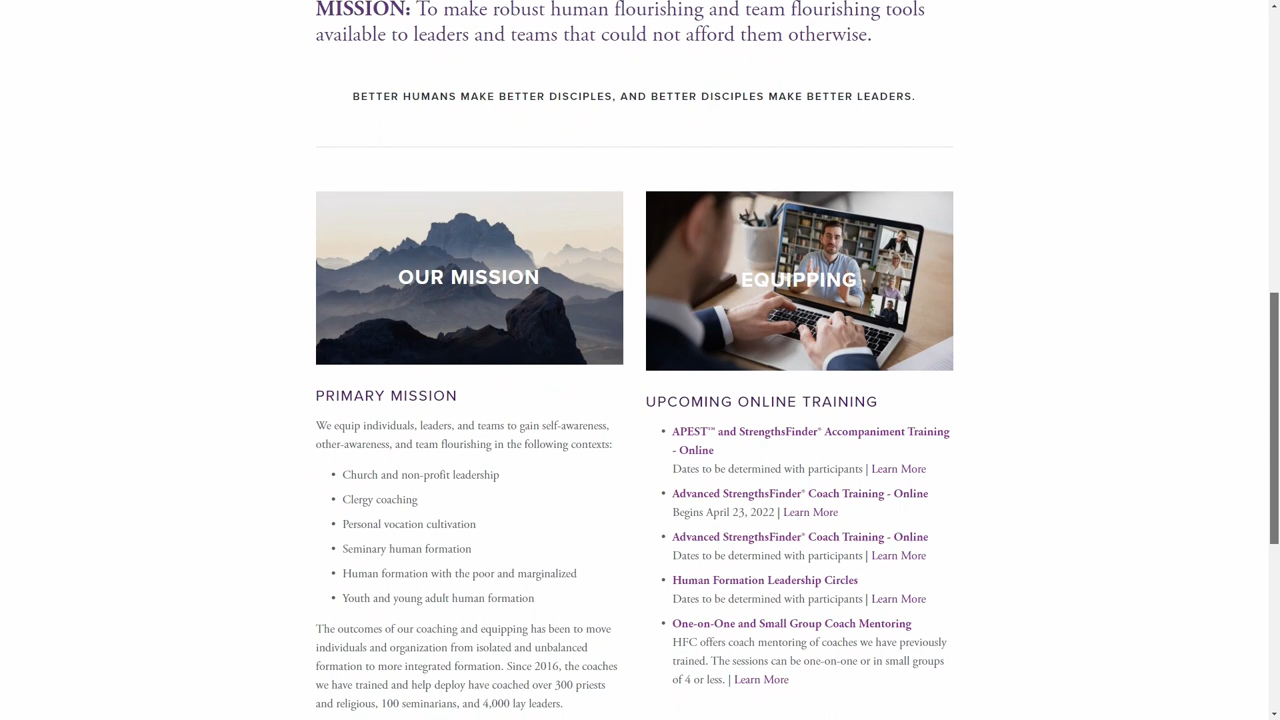 MISSION: To make robust human flourishing and team flourishing tools
available to leaders and teams that could not afford them otherwise.
BETTER HUMANS MAKE BETTER DISCIPLES, AND BETTER DISCIPLES MAKE BETTER LEADERS.
OUR MISSION
PRIMARY MISSION
We equip individuals, leaders, and teams to gain self-awareness,
other-awareness, and team flourishing in the following contexts:
• Church and non-profit leadership
• Clergy coaching
• Personal vocation cultivation
• Seminary human formation
• Human formation with the poor and marginalized
• Youth and young adult human formation
The outcomes of our coaching and equipping has been to move
individuals and organization from isolated and unbalanced
formation to more integrated formation. Since 2016, the coaches
we have trained and help deploy have coached over 300 priests
and religious, 100 seminarians, and 4,000 lay leaders.
EQUIPPING
UPCOMING ONLINE TRAINING
• APEST™ and StrengthsFinder® Accompaniment Training
- Online
Dates to be determined with participants | Learn More
• Advanced StrengthsFinder® Coach Training - Online
Begins April 23, 2022 | Learn More
• Advanced StrengthsFinder® Coach Training - Online
Dates to be determined with participants | Learn More
• Human Formation Leadership Circles
Dates to be determined with participants | Learn More
• One-on-One and Small Group Coach Mentoring
HFC offers coach mentoring of coaches we have previously
trained. The sessions can be one-on-one or in small groups
of 4 or less. | Learn More